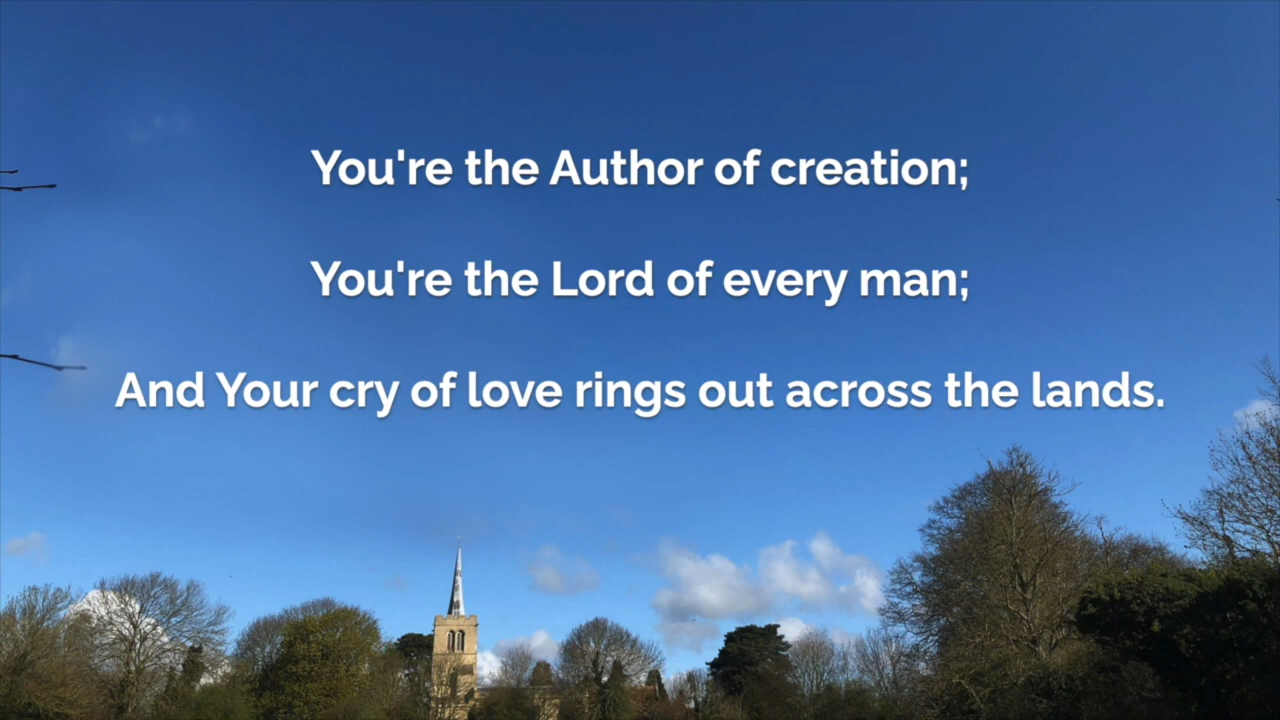 You're the Author of creation;
You're the Lord of every man;
And Your cry of love rings out across the lands.